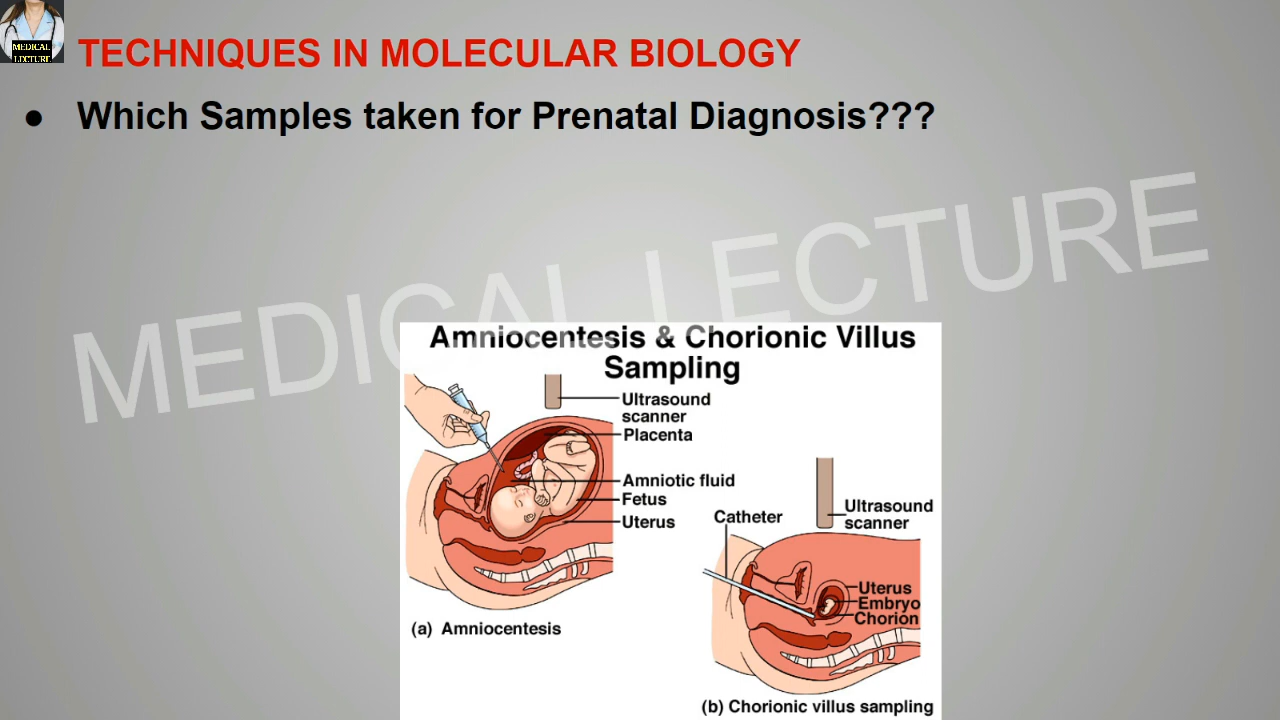 MEDICAL
LECTURE
TECHNIQUES IN MOLECULAR BIOLOGY
● Which Samples taken for Prenatal Diagnosis???
MEDICAL LECTURE
Amniocentesis & Chorionic Villus
Sampling
Ultrasound
scanner
Placenta
Amniotic fluid
Fetus
Uterus
(a) Amniocentesis
Catheter
Ultrasound
scanner
Uterus
Embryo
Chorion
(b) Chorionic villus sampling